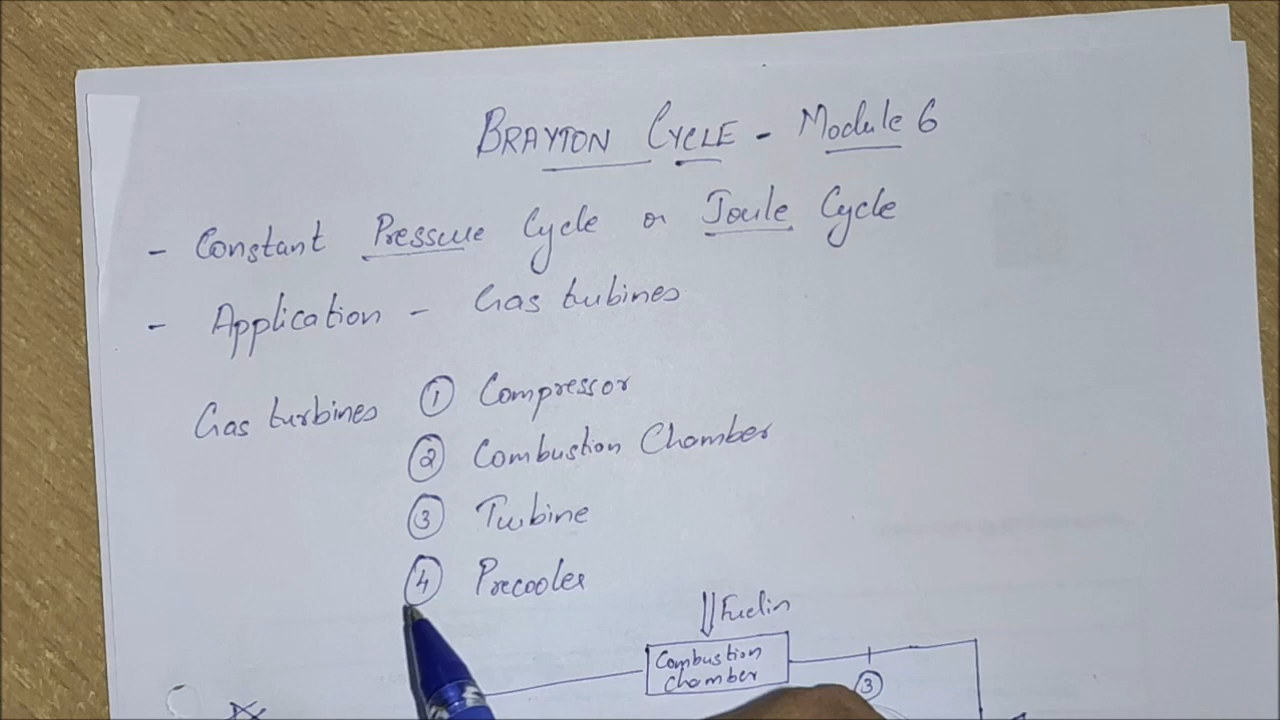 BRAYTON CYCLE - Module 6
- Constant Pressure Cycle or Joule Cycle
- Application - Gas turbines
Gas turbines ① Compressor
② Combustion Chamber
③ Turbine
④ Precooler
Fuel in
Combustion
chamber
③